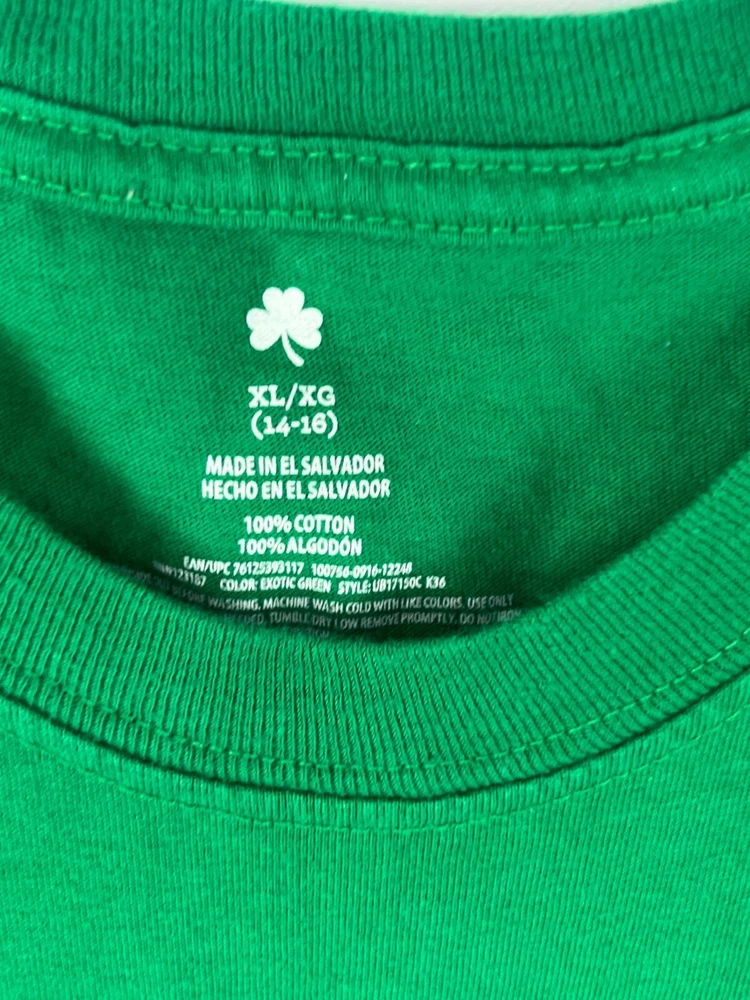 XL/XG
(14-16)
MADE IN EL SALVADOR
HECHO EN EL SALVADOR
100% COTTON
100% ALGODÓN
EAN/UPC 76125393117 100756-0916-12248
COLOR: EXOTIC GREEN STYLE: UB17150C K36
WASHING. MACHINE WASH COLD WITH LIKE COLORS. USE ONLY
TUMBLE DRY LOW REMOVE PROMPTLY. DO NOT IRON